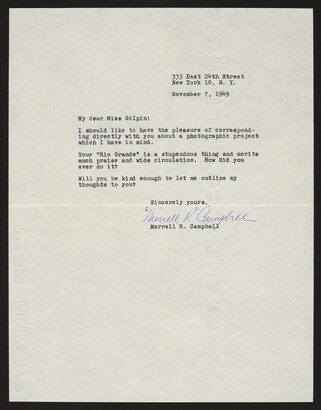 335 East 24th Street
New York 10, N. Y.
November 7, 1949
My dear Miss Gilpin:
I should like to have the pleasure of correspond-
ing directly with you about a photographic project
which I have in mind.
Your "Rio Grande" is a stupendous thing and merits
much praise and wide circulation. How did you
ever do it?
Will you be kind enough to let me outline my
thoughts to you?
Sincerely yours,
Merrell R. Campbell
Merrell R. Campbell